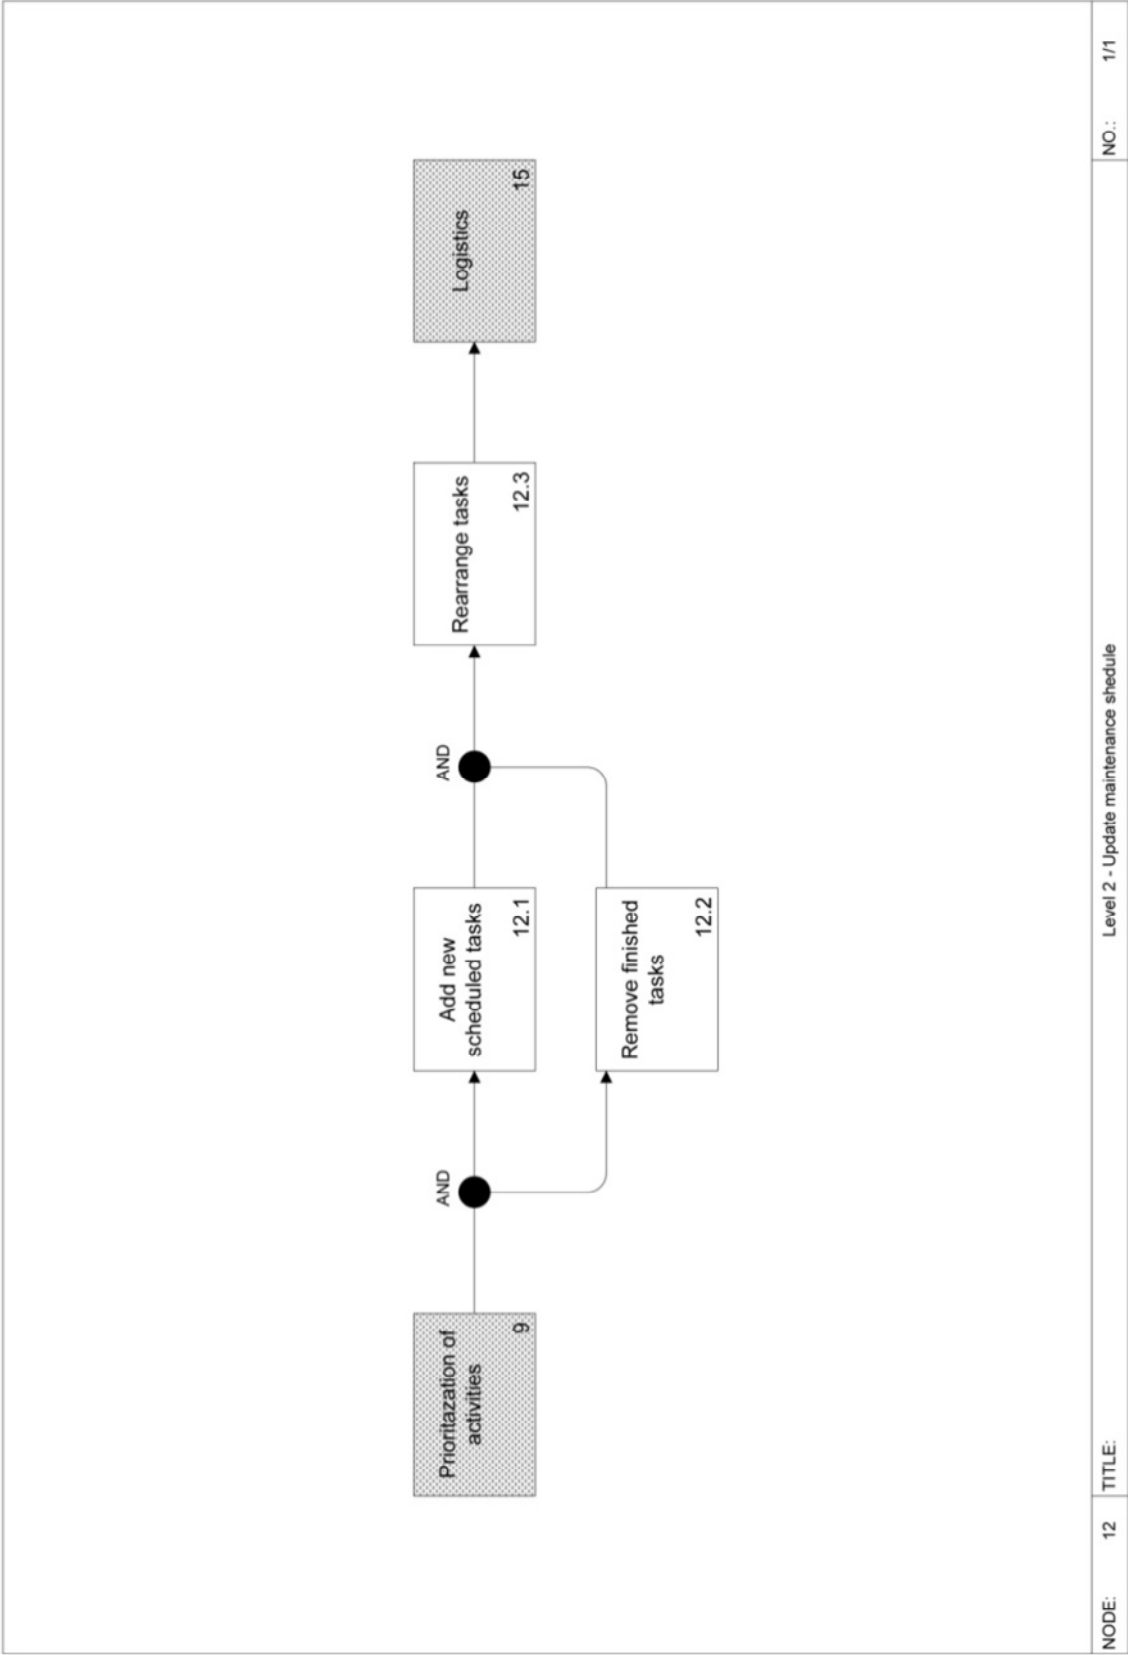 Prioritazation of
activities
9
AND
Add new
scheduled tasks
12.1
Remove finished
tasks
12.2
AND
Rearrange tasks
12.3
Logistics
15
NODE: 12
TITLE: Level 2 - Update maintenance shedule
NO.: 1/1